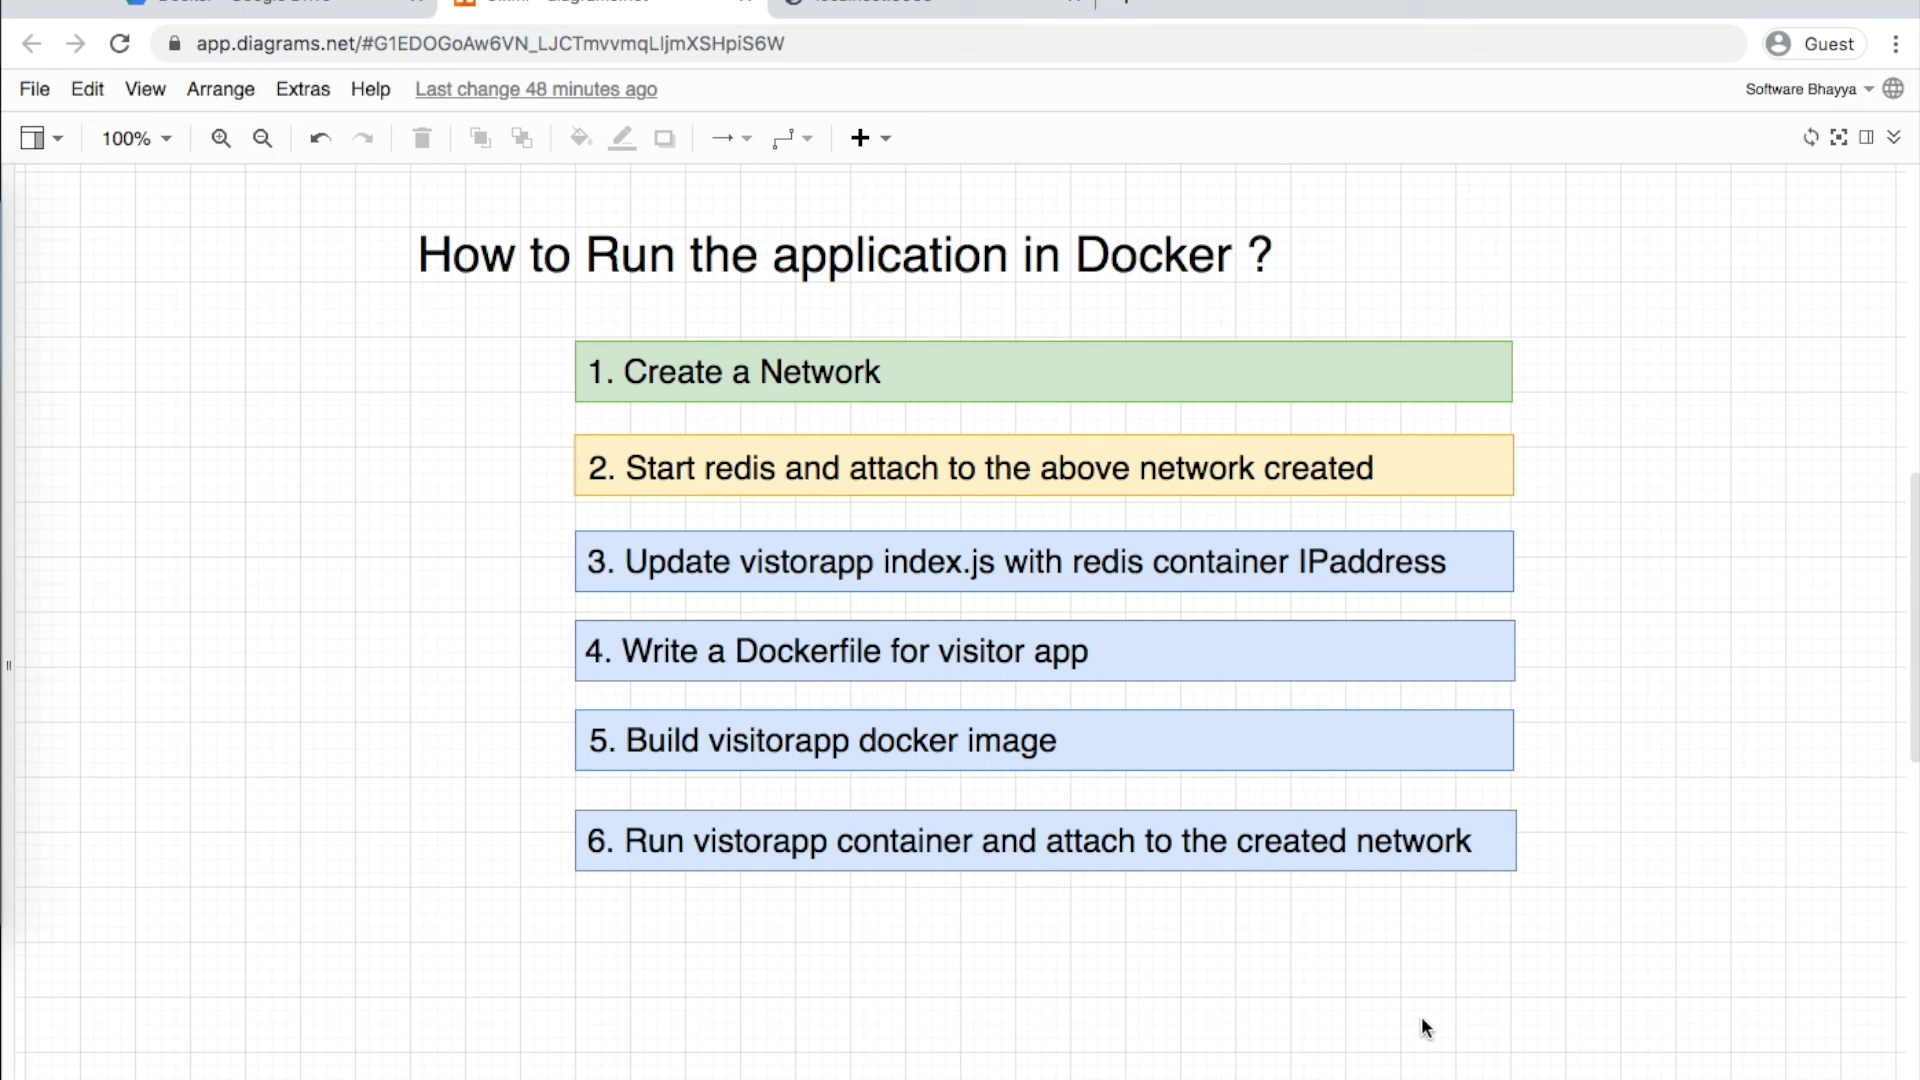 app.diagrams.net/#G1EDOGoAw6VN_LJCTmvvmqLIjmXSHpiS6W
Guest
File Edit View Arrange Extras Help Last change 48 minutes ago
Software Bhayya
100%
How to Run the application in Docker ?
1. Create a Network
2. Start redis and attach to the above network created
3. Update vistorapp index.js with redis container IPaddress
4. Write a Dockerfile for visitor app
5. Build visitorapp docker image
6. Run vistorapp container and attach to the created network